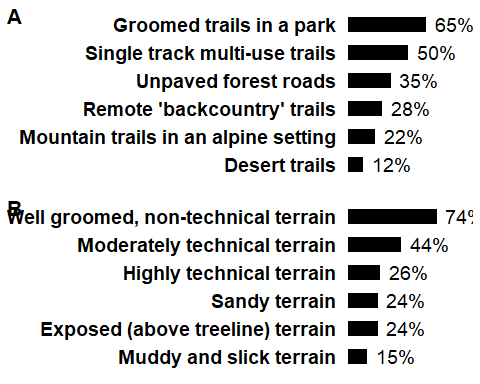 A
Groomed trails in a park 65%
Single track multi-use trails 50%
Unpaved forest roads 35%
Remote 'backcountry' trails 28%
Mountain trails in an alpine setting 22%
Desert trails 12%
B
Well groomed, non-technical terrain 74%
Moderately technical terrain 44%
Highly technical terrain 26%
Sandy terrain 24%
Exposed (above treeline) terrain 24%
Muddy and slick terrain 15%